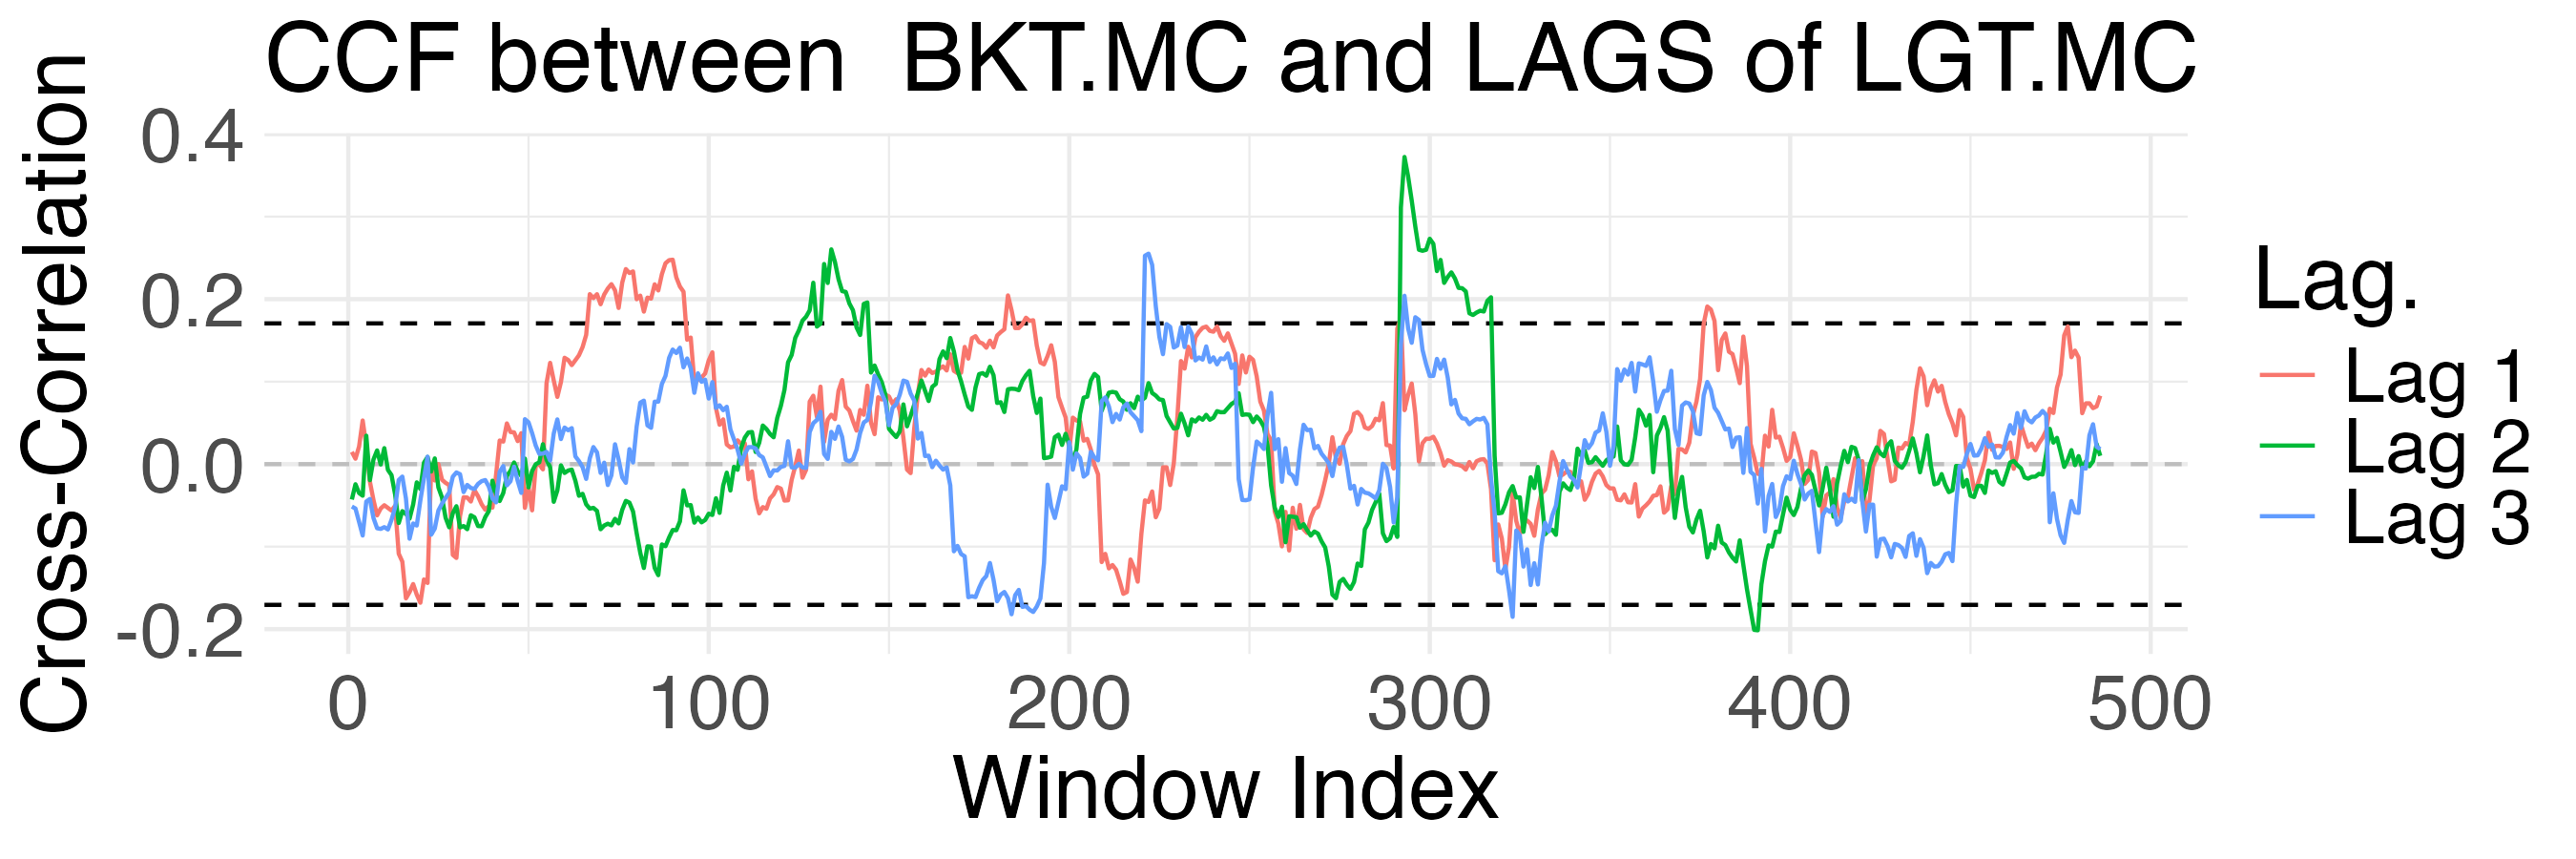 CCF between  BKT.MC and LAGS of LGT.MC
Cross-Correlation
0.4
0.2
0.0
-0.2
0 100 200 300 400 500
Window Index
Lag.
Lag 1
Lag 2
Lag 3